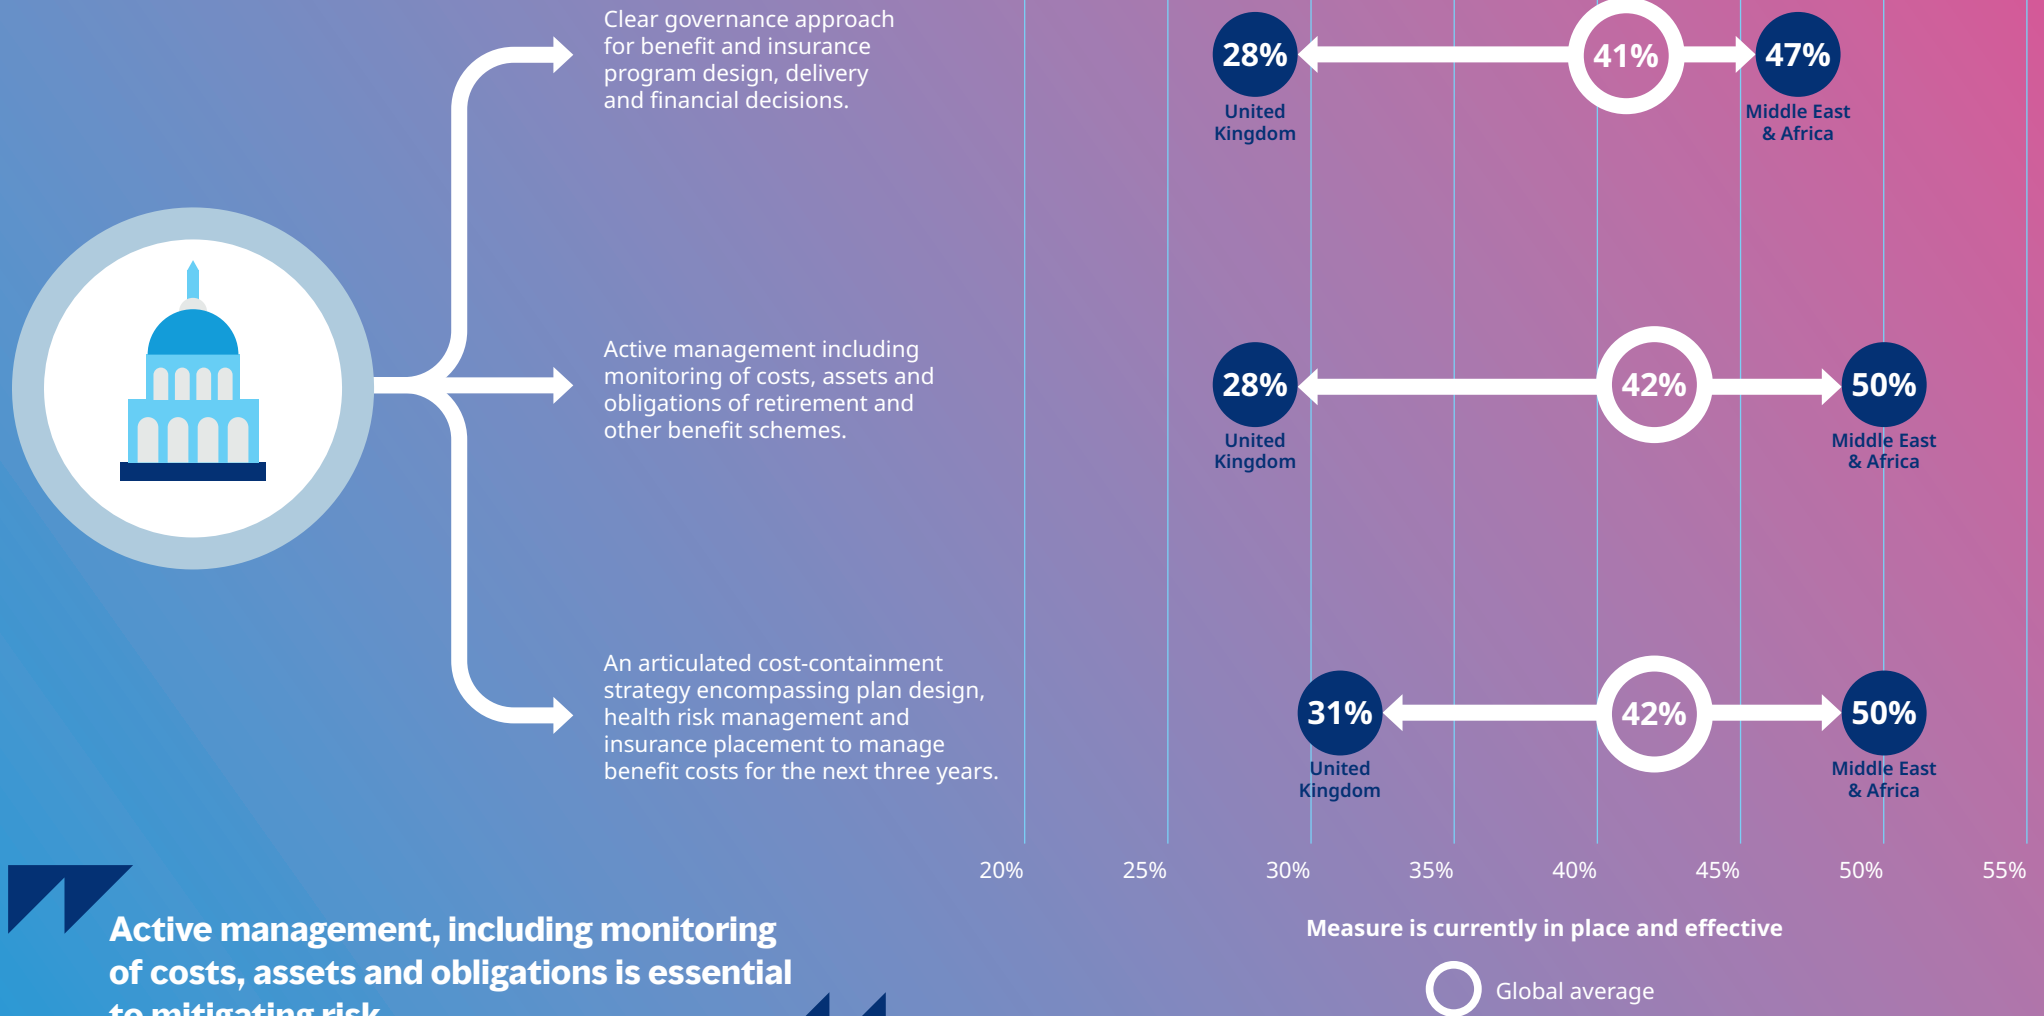 Clear governance approach
for benefit and insurance
program design, delivery
and financial decisions.
28%
41%
47%
United
Kingdom
Middle East
& Africa
Active management including
monitoring of costs, assets and
obligations of retirement and
other benefit schemes.
28%
42%
50%
United
Kingdom
Middle East
& Africa
An articulated cost-containment
strategy encompassing plan design,
health risk management and
insurance placement to manage
benefit costs for the next three years.
31%
42%
50%
United
Kingdom
Middle East
& Africa
20% 25% 30% 35% 40% 45% 50% 55%
Measure is currently in place and effective
Global average
Active management, including monitoring
of costs, assets and obligations is essential
to mitigating risk